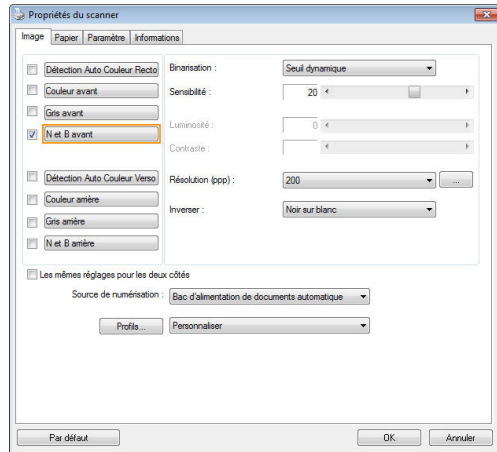 Propriétés du scanner
Image Papier Paramètre Informations
Détection Auto Couleur Recto Binarisation : Seuil dynamique
Couleur avant Sensibilité : 20
Gris avant
Luminosité : 0
N et B avant
Contraste :
Détection Auto Couleur Verso Résolution (ppp) : 200 ...
Couleur arrière
Inverser : Noir sur blanc
Gris arrière
N et B arrière
Les mêmes réglages pour les deux côtés
Source de numérisation : Bac d'alimentation de documents automatique
Profils... Personnaliser
Par défaut OK Annuler